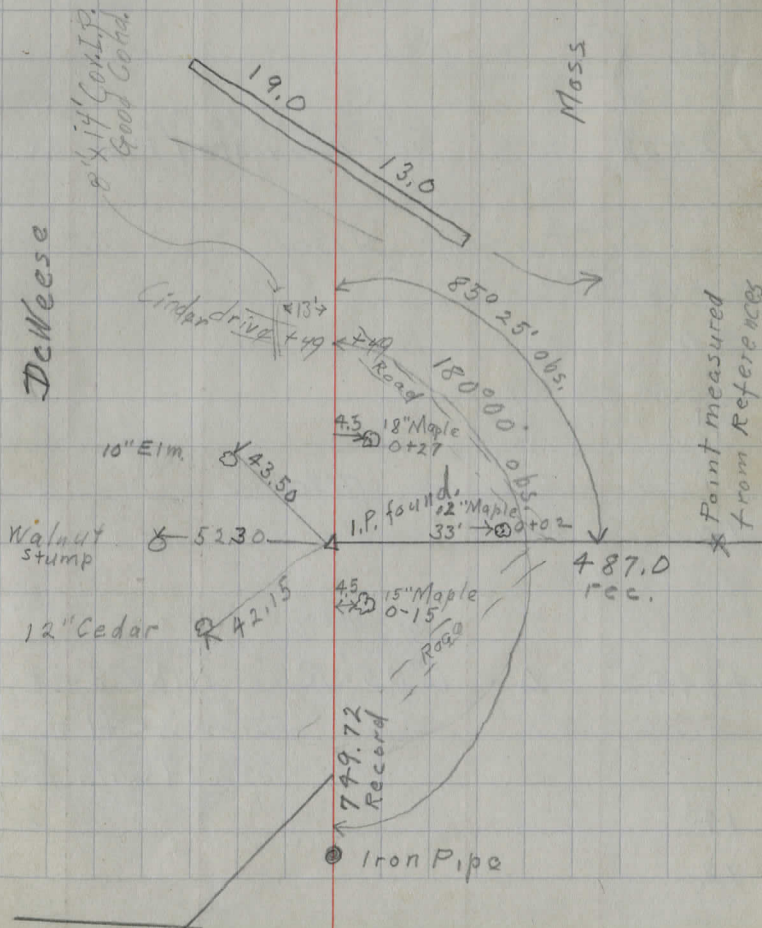 Good Cond.
19.0
13.0
Moss
DeWeese
Cinder drive
13'
+49
+49
Road
85° 25' obs.
180° 00' obs.
Point measured
from References
4.5
18" Maple
0+27
10" Elm.
43.50
I.P. found.
12" Maple
33'
0+02
Walnut
stump
52.30
487.0
rec.
4.5
15" Maple
0-15
12" Cedar
42.15
Road
749.72
Record
Iron Pipe